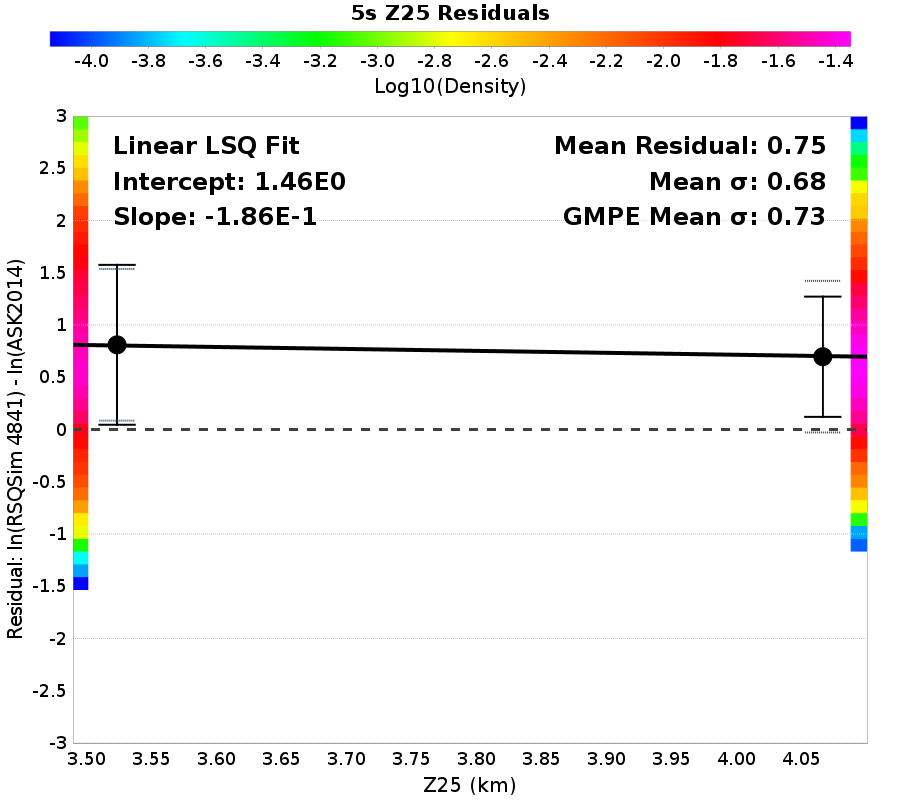 5s Z25 Residuals
-4.0 -3.8 -3.6 -3.4 -3.2 -3.0 -2.8 -2.6 -2.4 -2.2 -2.0 -1.8 -1.6 -1.4
Log10(Density)
Linear LSQ Fit
Intercept: 1.46E0
Slope: -1.86E-1
Mean Residual: 0.75
Mean σ: 0.68
GMPE Mean σ: 0.73
Residual: ln(RSQSim 4841) - ln(ASK2014)
3
2.5
2
1.5
1
0.5
0
-0.5
-1
-1.5
-2
-2.5
-3
3.50 3.55 3.60 3.65 3.70 3.75 3.80 3.85 3.90 3.95 4.00 4.05
Z25 (km)